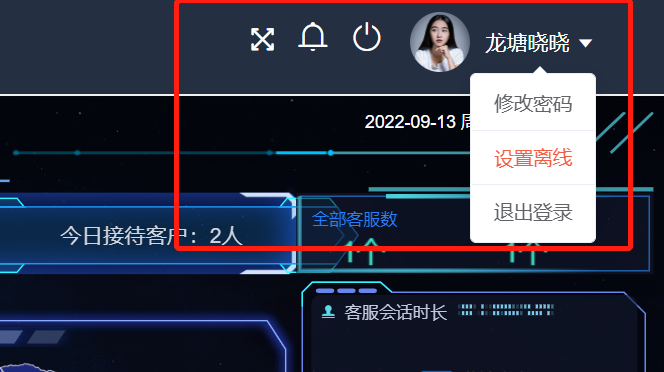 龙塘晓晓
修改密码
2022-09-13 周
设置离线
退出登录
全部客服数
今日接待客户：2人
客服会话时长